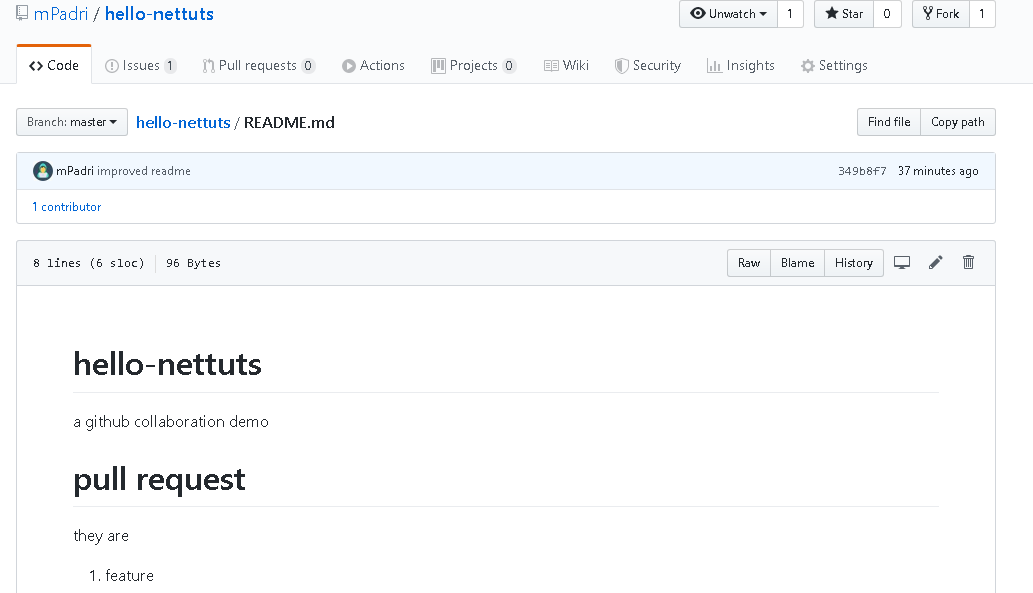 mPadri / hello-nettuts Unwatch 1 Star 0 Fork 1
Code Issues 1 Pull requests 0 Actions Projects 0 Wiki Security Insights Settings
Branch: master hello-nettuts / README.md Find file Copy path
mPadri improved readme 349b8f7 37 minutes ago
1 contributor
8 lines (6 sloc) 96 Bytes Raw Blame History
hello-nettuts
a github collaboration demo
pull request
they are
1. feature